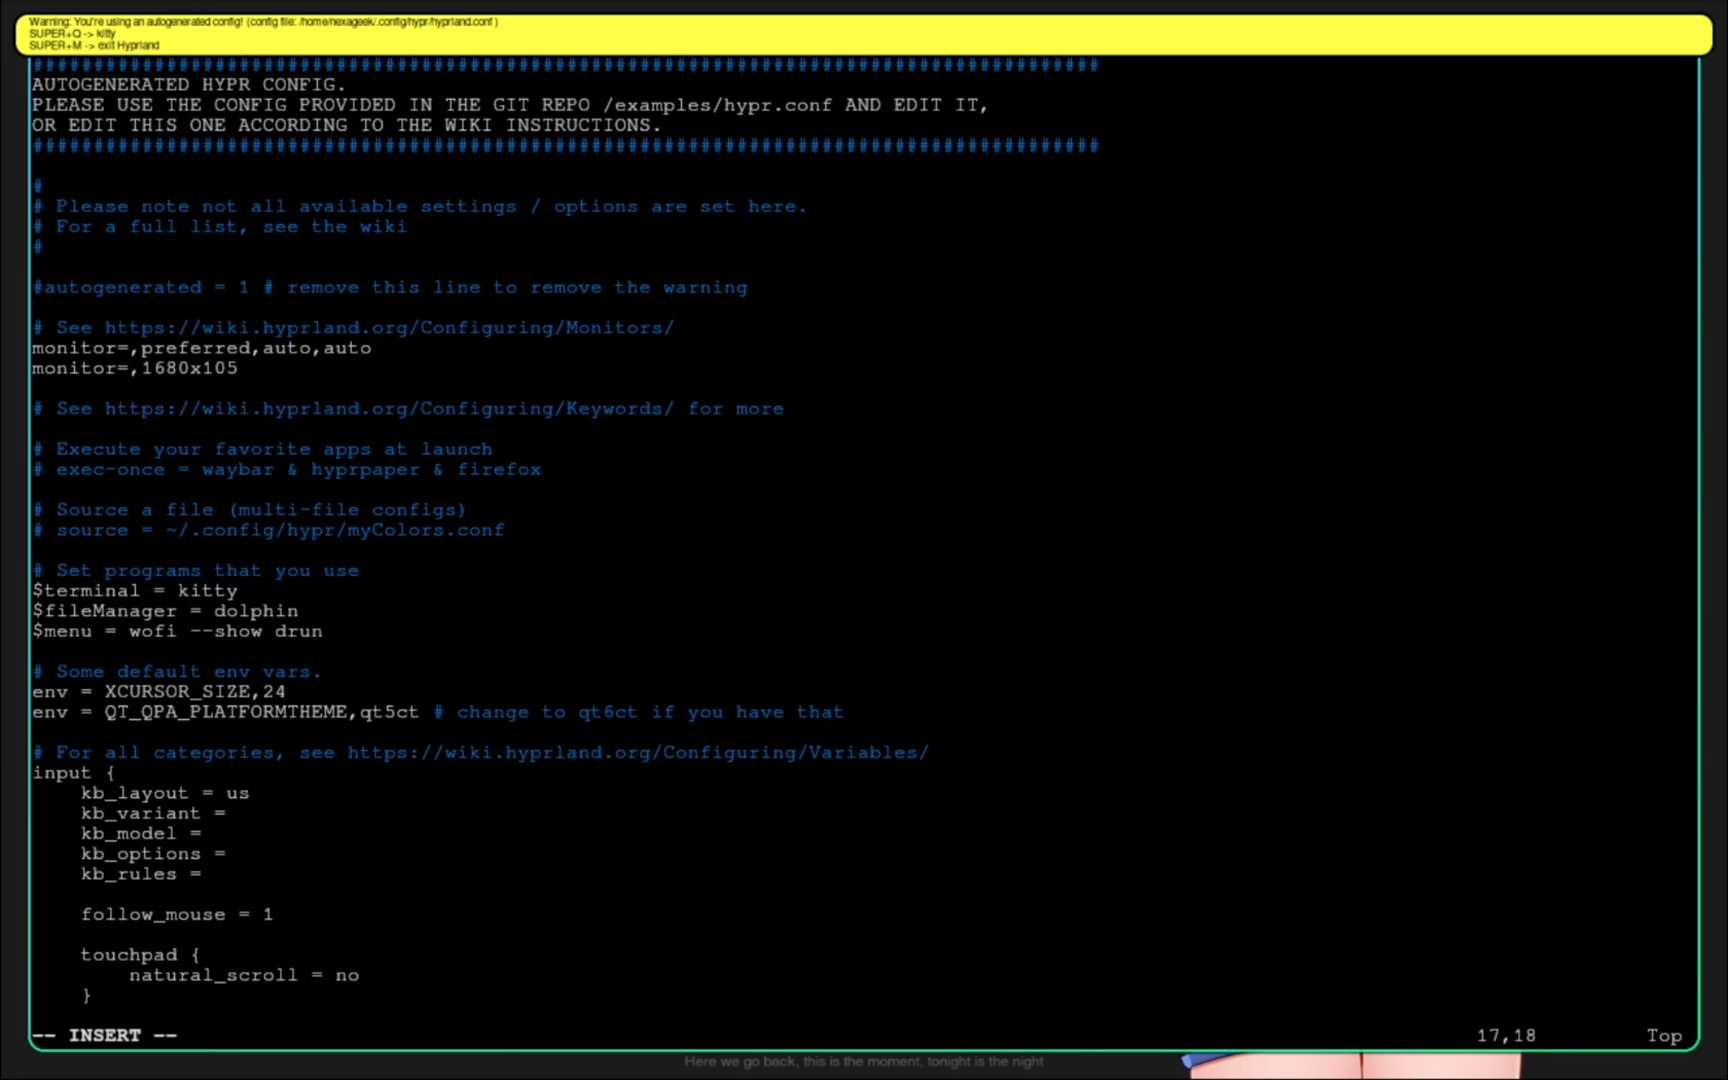 Warning: You're using an autogenerated config! (config file: /home/nexageek/.config/hypr/hyprland.conf )
SUPER+Q -> kitty
SUPER+M -> exit Hyprland
########################################################################################
AUTOGENERATED HYPR CONFIG.
PLEASE USE THE CONFIG PROVIDED IN THE GIT REPO /examples/hypr.conf AND EDIT IT,
OR EDIT THIS ONE ACCORDING TO THE WIKI INSTRUCTIONS.
########################################################################################
#
# Please note not all available settings / options are set here.
# For a full list, see the wiki
#
#autogenerated = 1 # remove this line to remove the warning
# See https://wiki.hyprland.org/Configuring/Monitors/
monitor=,preferred,auto,auto
monitor=,1680x105
# See https://wiki.hyprland.org/Configuring/Keywords/ for more
# Execute your favorite apps at launch
# exec-once = waybar & hyprpaper & firefox
# Source a file (multi-file configs)
# source = ~/.config/hypr/myColors.conf
# Set programs that you use
$terminal = kitty
$fileManager = dolphin
$menu = wofi --show drun
# Some default env vars.
env = XCURSOR_SIZE,24
env = QT_QPA_PLATFORMTHEME,qt5ct # change to qt6ct if you have that
# For all categories, see https://wiki.hyprland.org/Configuring/Variables/
input {
    kb_layout = us
    kb_variant =
    kb_model =
    kb_options =
    kb_rules =
    follow_mouse = 1
    touchpad {
        natural_scroll = no
    }
-- INSERT -- 17,18 Top
Here we go back, this is the moment, tonight is the night